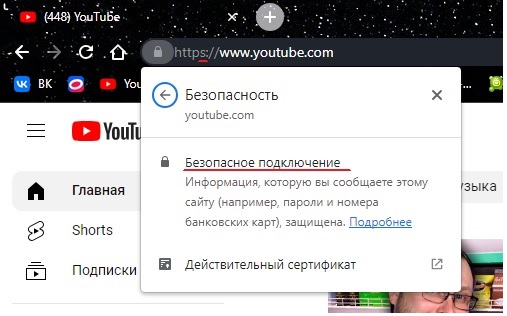 (448) YouTube
https://www.youtube.com
ВК
You
Безопасность
youtube.com
YouTu
Безопасное подключение
Информация, которую вы сообщаете этому
сайту (например, пароли и номера
банковских карт), защищена. Подробнее
Действительный сертификат
Главная
узыка
Shorts
Подписки